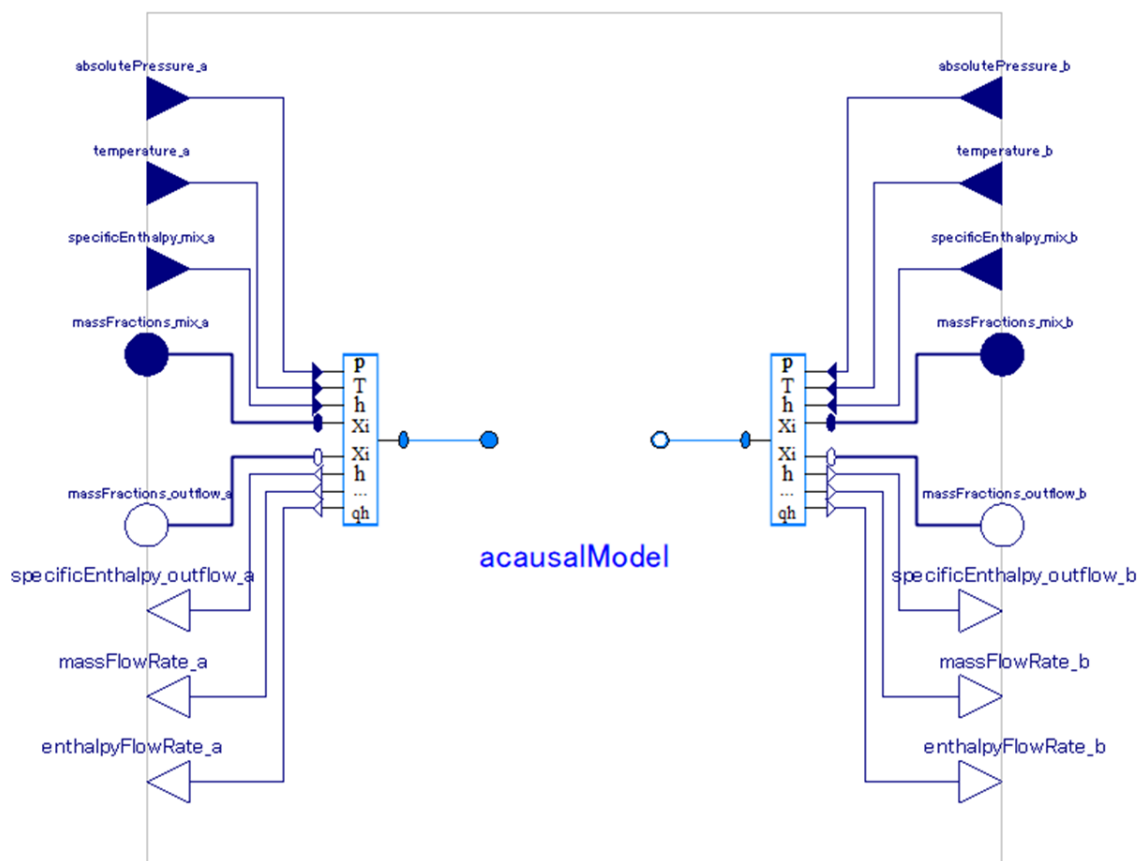 absolutePressure_a
absolutePressure_b
temperature_a
temperature_b
specificEnthalpy_mix_a
specificEnthalpy_mix_b
massFractions_mix_a
massFractions_mix_b
p
T
h
Xi
Xi
h
...
qh
p
T
h
Xi
Xi
h
...
qh
massFractions_outflow_a
massFractions_outflow_b
acausalModel
specificEnthalpy_outflow_a
specificEnthalpy_outflow_b
massFlowRate_a
massFlowRate_b
enthalpyFlowRate_a
enthalpyFlowRate_b